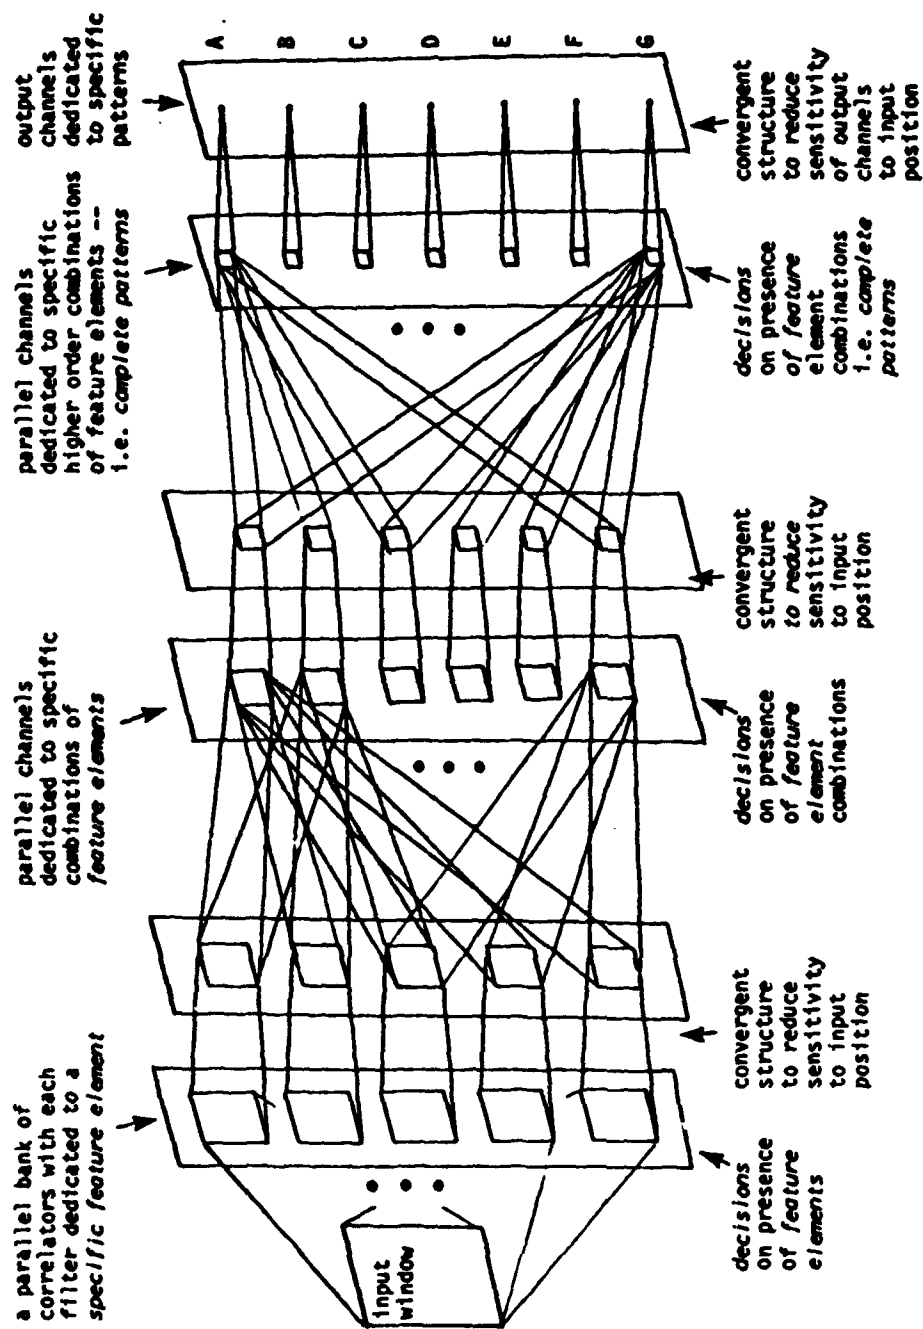 a parallel bank of
correlators with each
filter dedicated to a
specific feature element
parallel channels
dedicated to specific
combinations of
feature elements
parallel channels
dedicated to specific
higher order combinations
of feature elements --
i.e. complete patterns
output
channels
dedicated
to specific
patterns
input
window
A
B
C
D
E
F
G
decisions
on presence
of feature
elements
convergent
structure
to reduce
sensitivity
to input
position
decisions
on presence
of feature
element
combinations
convergent
structure
to reduce
sensitivity
to input
position
decisions
on presence
of feature
element
combinations
i.e. complete
patterns
convergent
structure
to reduce
sensitivity
of output
channels
to input
position